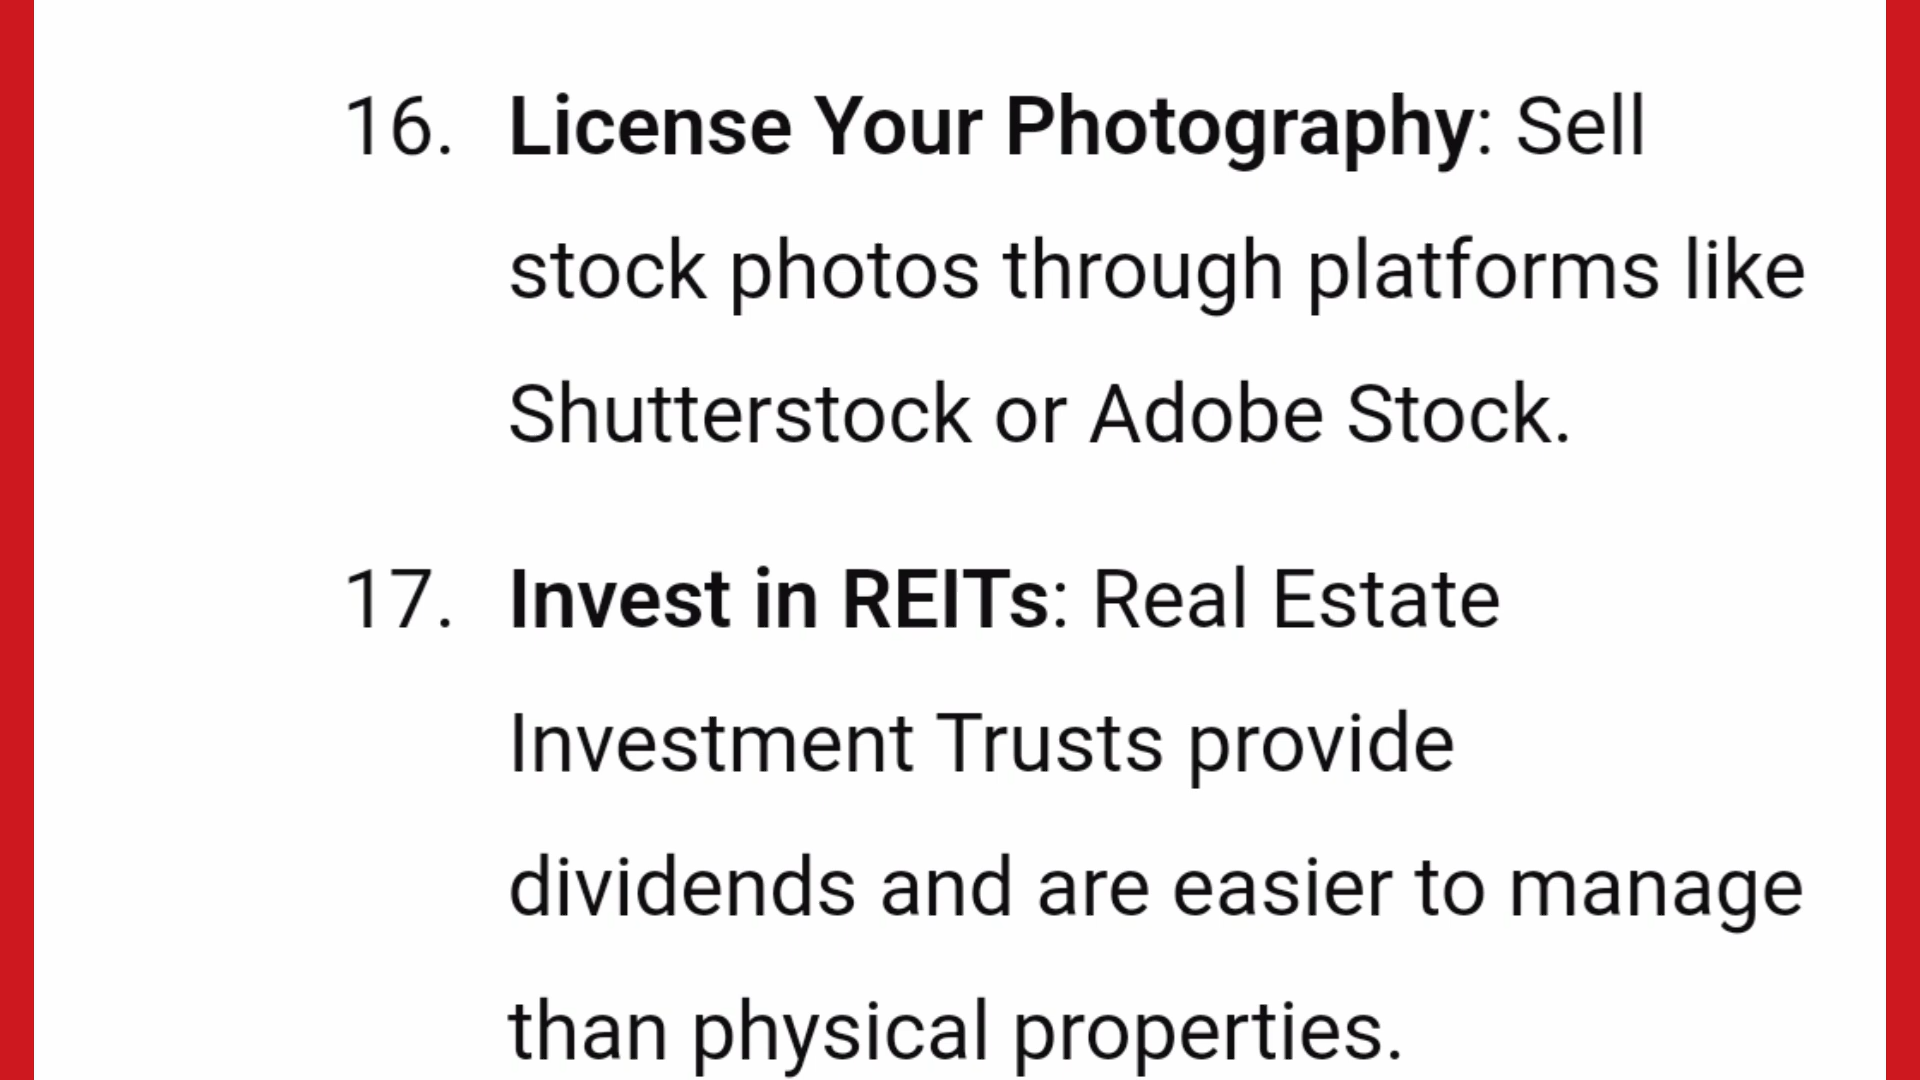 16. License Your Photography: Sell
stock photos through platforms like
Shutterstock or Adobe Stock.
17. Invest in REITs: Real Estate
Investment Trusts provide
dividends and are easier to manage
than physical properties.